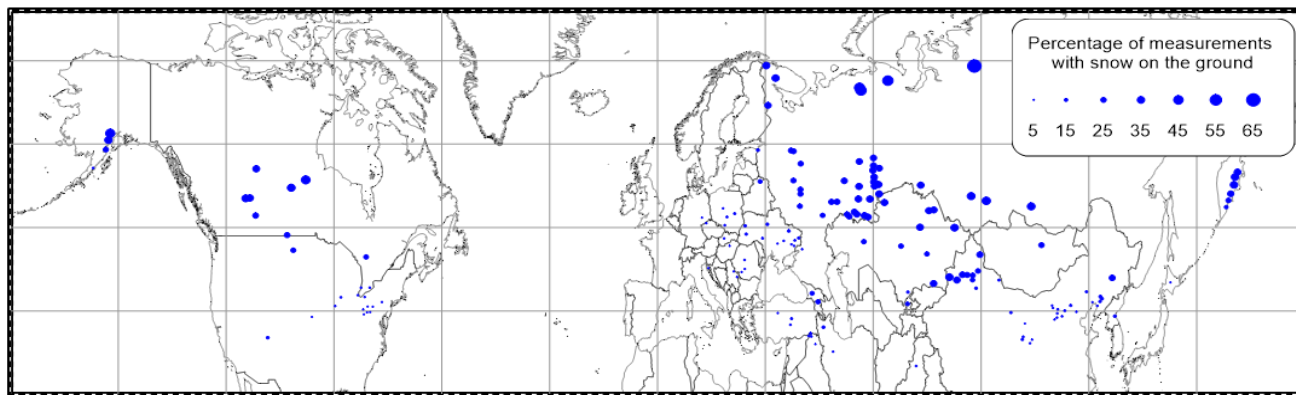 Percentage of measurements
with snow on the ground
5 15 25 35 45 55 65